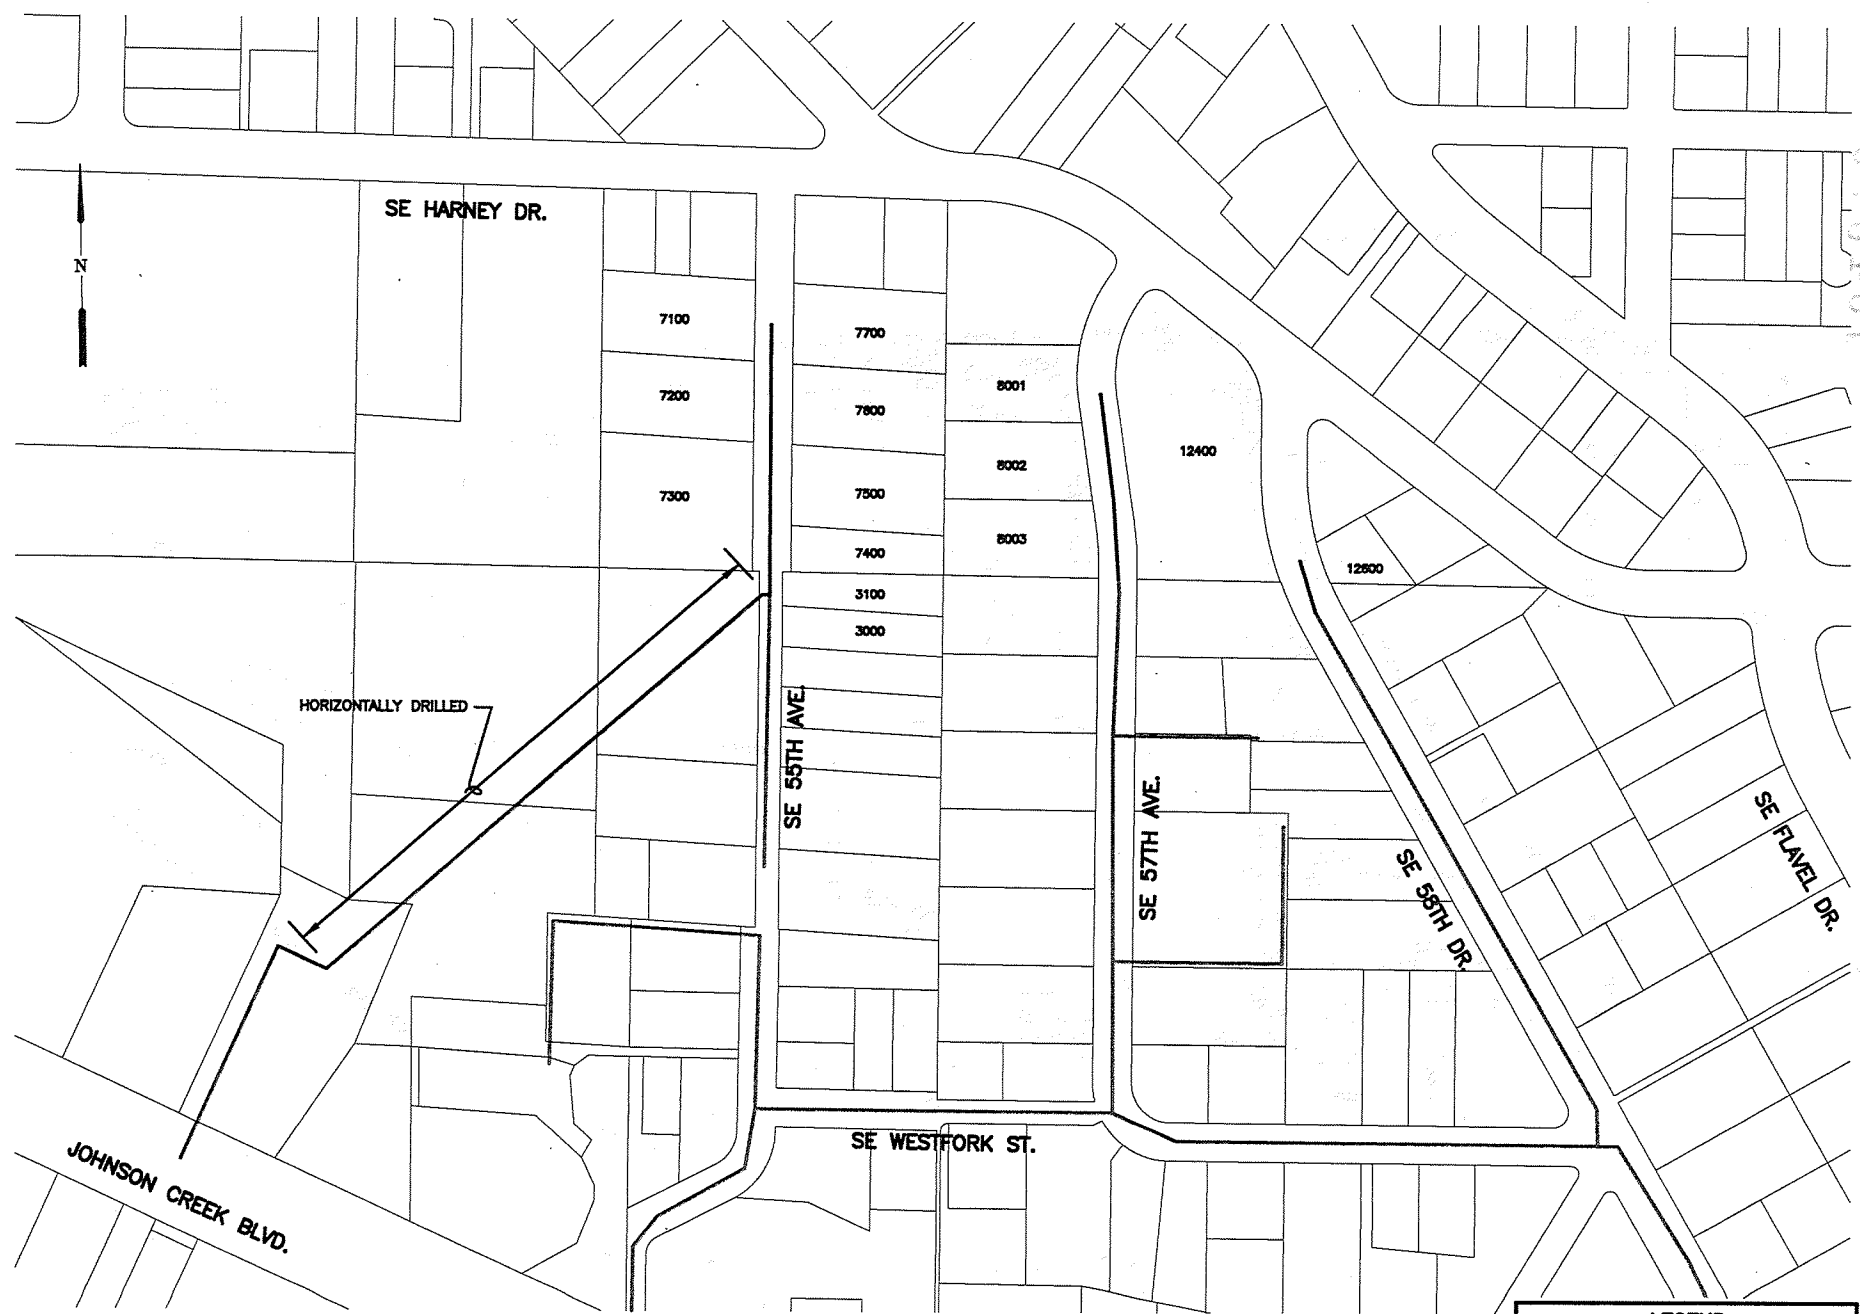 SE HARNEY DR.
N
7100
7700
8001
7200
7600
12400
8002
7300
7500
8003
7400
12600
3100
3000
HORIZONTALLY DRILLED
SE 55TH AVE.
SE 57TH AVE.
SE 58TH DR.
SE FLAVEL DR.
SE WESTFORK ST.
JOHNSON CREEK BLVD.